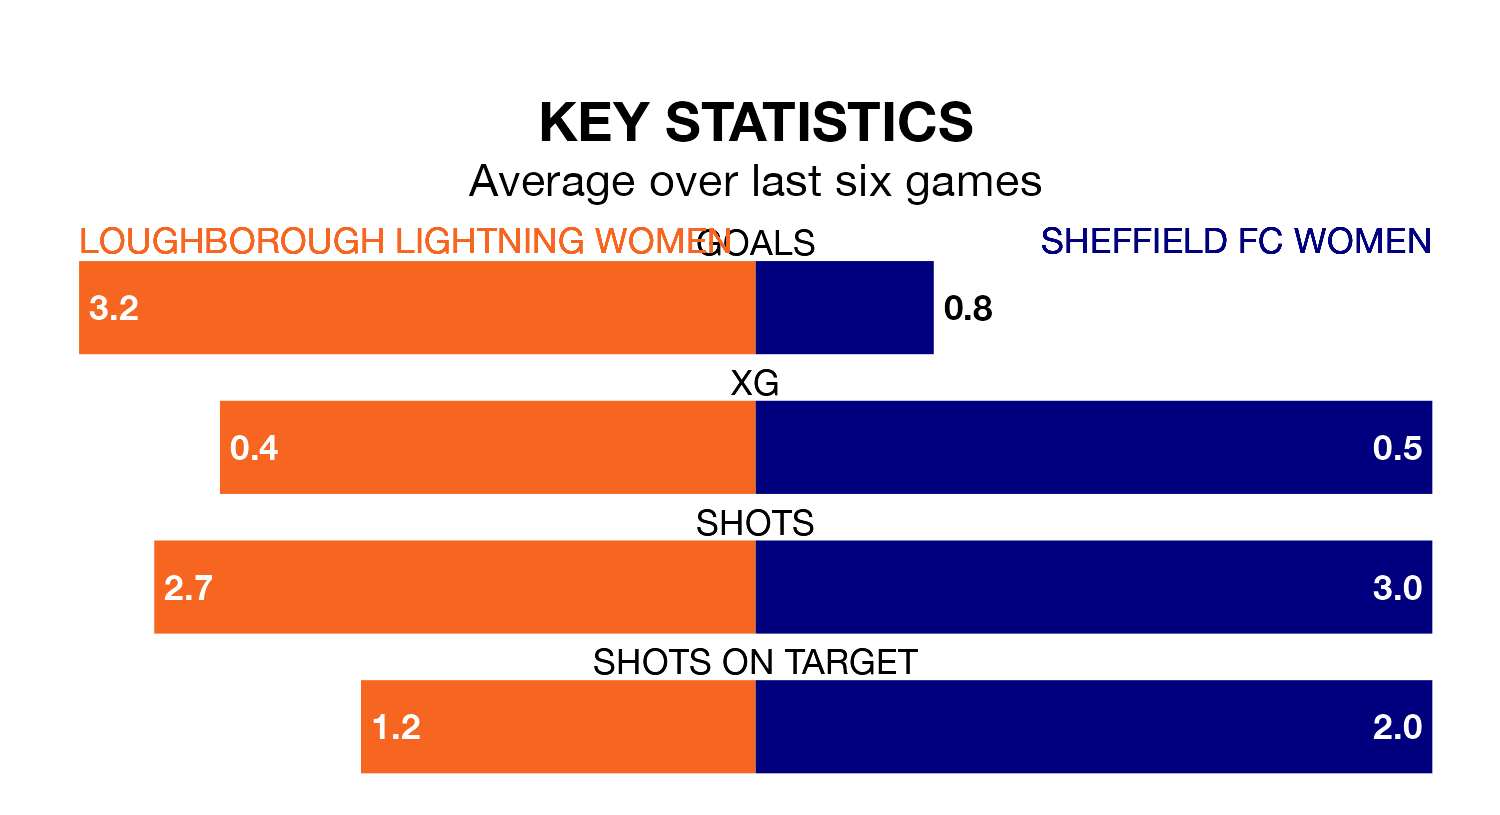 KEY STATISTICS
Average over last six games
LOUGHBOROUGH LIGHTNING WOMEN GOALS SHEFFIELD FC WOMEN
3.2 0.8
XG
0.4 0.5
SHOTS
2.7 3.0
SHOTS ON TARGET
1.2 2.0